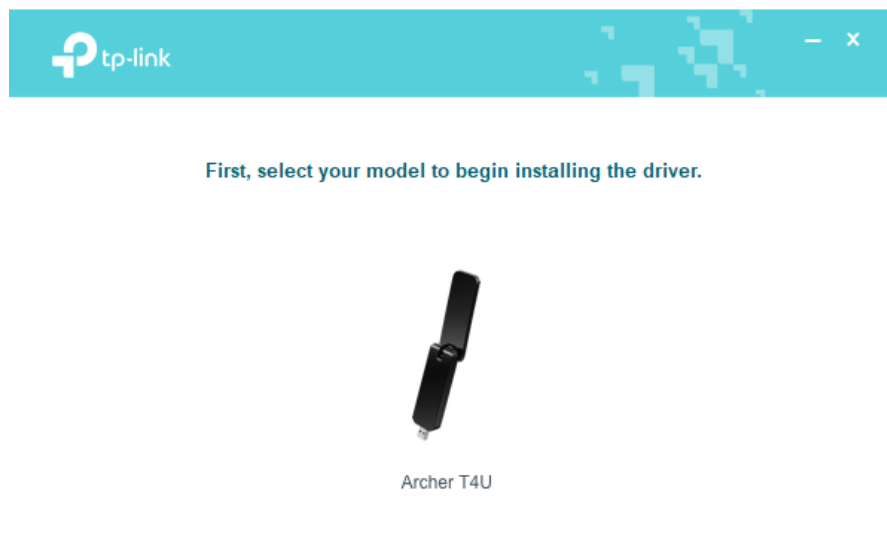 tp-link
First, select your model to begin installing the driver.
Archer T4U